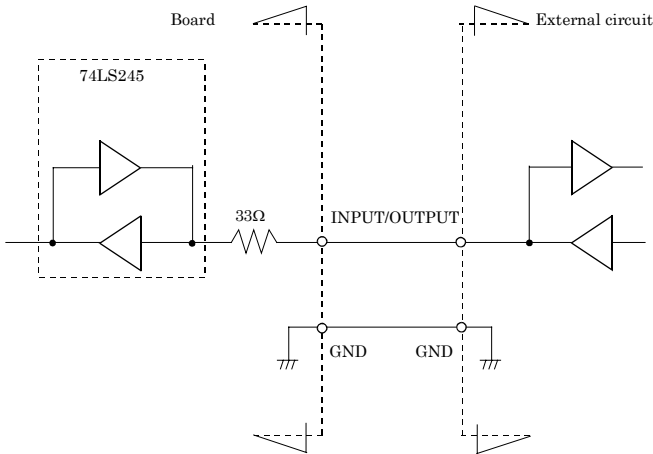 Board
External circuit
74LS245
33Ω
INPUT/OUTPUT
GND
GND